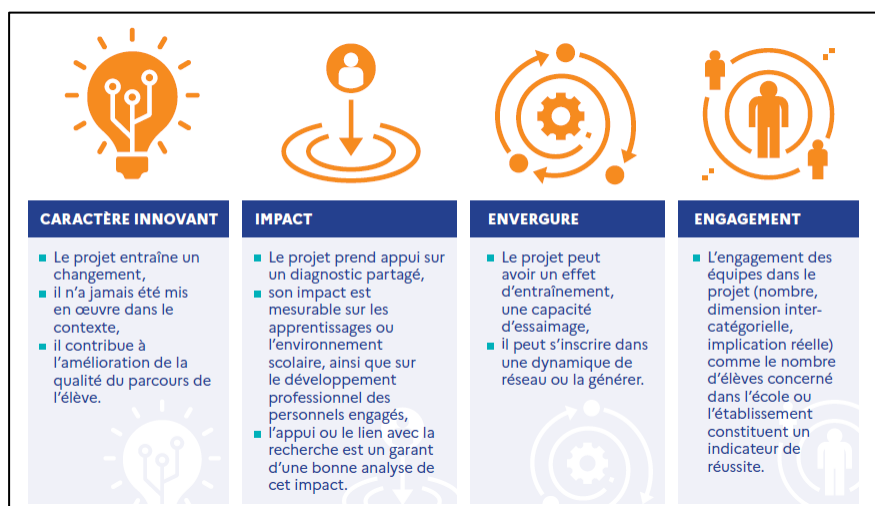 CARACTÈRE INNOVANT
Le projet entraîne un
changement,
il n’a jamais été mis
en œuvre dans le
contexte,
il contribue à
l’amélioration de la
qualité du parcours de
l’élève.
IMPACT
Le projet prend appui sur
un diagnostic partagé,
son impact est
mesurable sur les
apprentissages ou
l’environnement
scolaire, ainsi que sur
le développement
professionnel des
personnels engagés,
l’appui ou le lien avec la
recherche est un garant
d’une bonne analyse de
cet impact.
ENVERGURE
Le projet peut
avoir un effet
d’entraînement,
une capacité
d’essaimage,
il peut s’inscrire dans
une dynamique de
réseau ou la générer.
ENGAGEMENT
L’engagement des
équipes dans le
projet (nombre,
dimension inter-
catégorielle,
implication réelle)
comme le nombre
d’élèves concerné
dans l’école ou
l’établissement
constituent un
indicateur de
réussite.